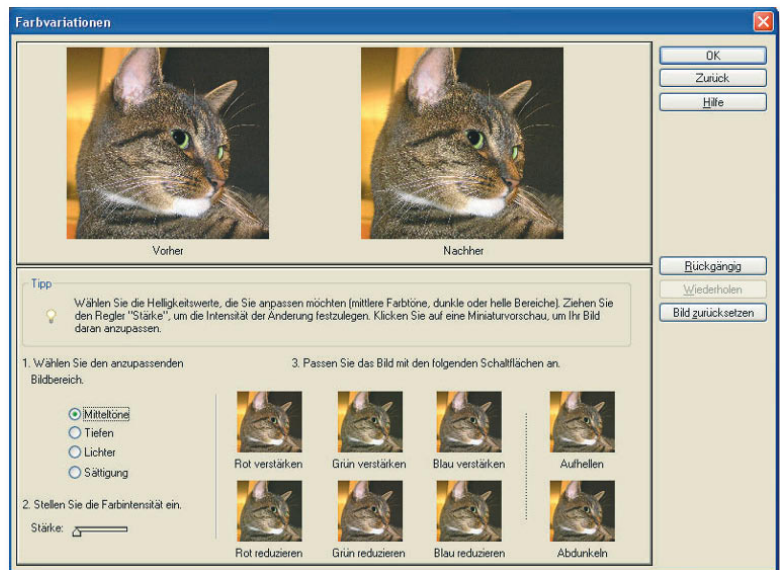 Farbvariationen
OK
Zurück
Hilfe
Vorher
Nachher
Rückgängig
Wiederholen
Bild zurücksetzen
Tipp
Wählen Sie die Helligkeitswerte, die Sie anpassen möchten (mittlere Farbtöne, dunkle oder helle Bereiche). Ziehen Sie
den Regler "Stärke", um die Intensität der Änderung festzulegen. Klicken Sie auf eine Miniaturvorschau, um Ihr Bild
daran anzupassen.
1. Wählen Sie den anzupassenden
Bildbereich.
Mitteltöne
Tiefen
Lichter
Sättigung
2. Stellen Sie die Farbintensität ein.
Stärke:
3. Passen Sie das Bild mit den folgenden Schaltflächen an.
Rot verstärken
Grün verstärken
Blau verstärken
Aufhellen
Rot reduzieren
Grün reduzieren
Blau reduzieren
Abdunkeln